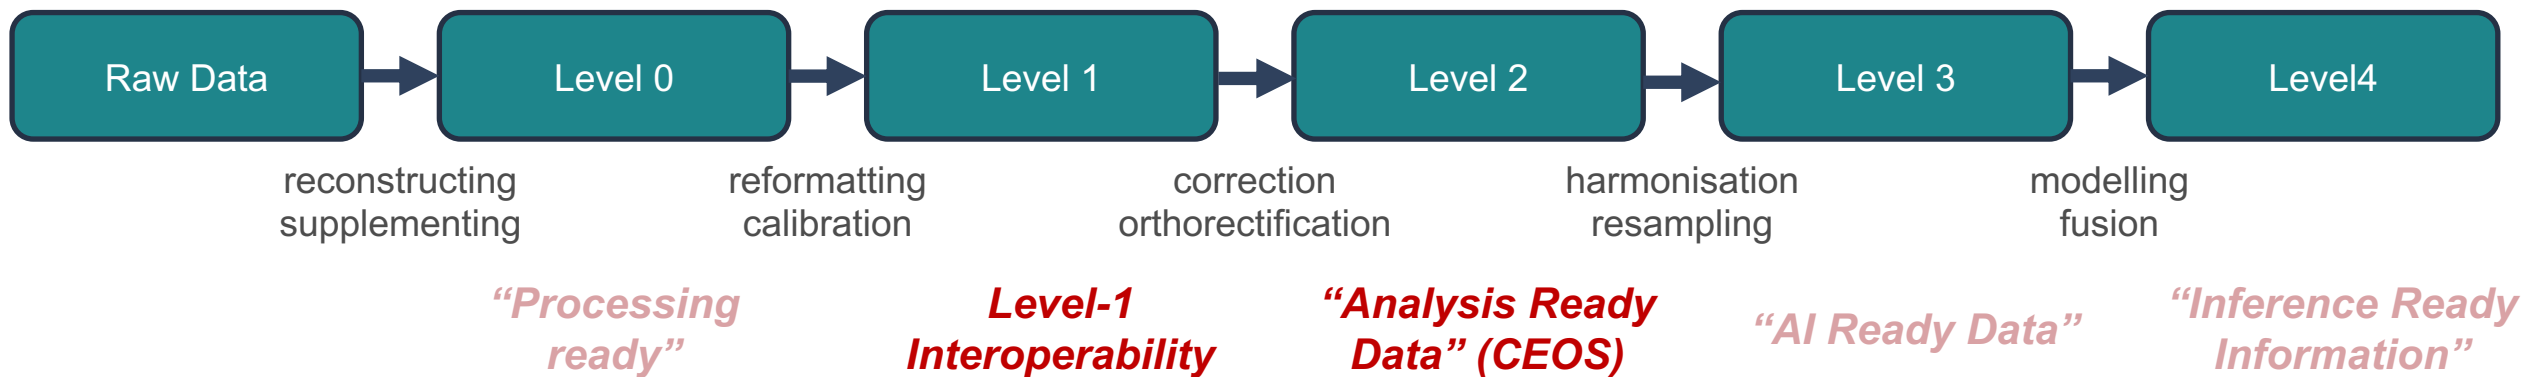 Raw Data
Level 0
Level 1
Level 2
Level 3
Level4
reconstructing
supplementing
reformatting
calibration
correction
orthorectification
harmonisation
resampling
modelling
fusion
“Processing
ready”
Level-1
Interoperability
“Analysis Ready
Data” (CEOS)
“AI Ready Data”
“Inference Ready
Information”